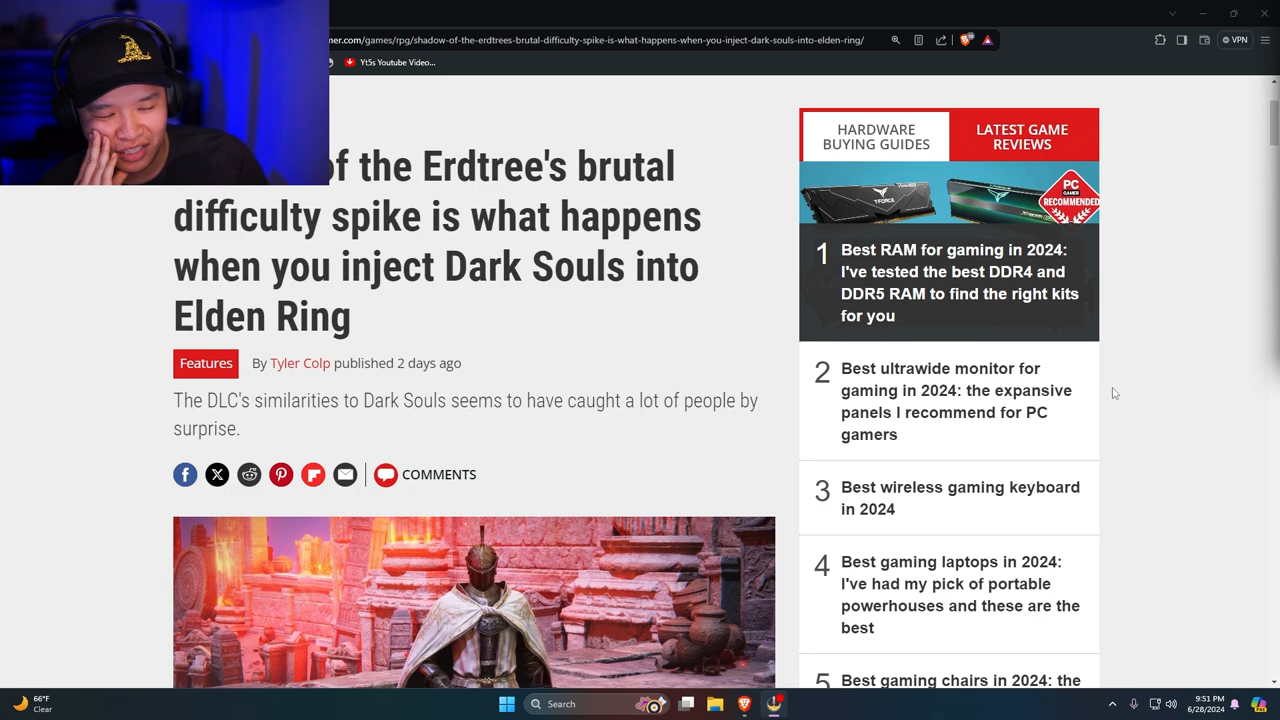 mer.com/games/rpg/shadow-of-the-erdtrees-brutal-difficulty-spike-is-what-happens-when-you-inject-dark-souls-into-elden-ring/
VPN
Yt5s Youtube Video...
of the Erdtree's brutal
difficulty spike is what happens
when you inject Dark Souls into
Elden Ring
Features
By Tyler Colp published 2 days ago
The DLC's similarities to Dark Souls seems to have caught a lot of people by
surprise.
COMMENTS
HARDWARE
BUYING GUIDES
LATEST GAME
REVIEWS
T-FORCE
PC
GAMER
RECOMMENDED
1
Best RAM for gaming in 2024:
I've tested the best DDR4 and
DDR5 RAM to find the right kits
for you
2
Best ultrawide monitor for
gaming in 2024: the expansive
panels I recommend for PC
gamers
3
Best wireless gaming keyboard
in 2024
4
Best gaming laptops in 2024:
I've had my pick of portable
powerhouses and these are the
best
5
Best gaming chairs in 2024: the
66°F
Clear
Search
9:51 PM
6/28/2024